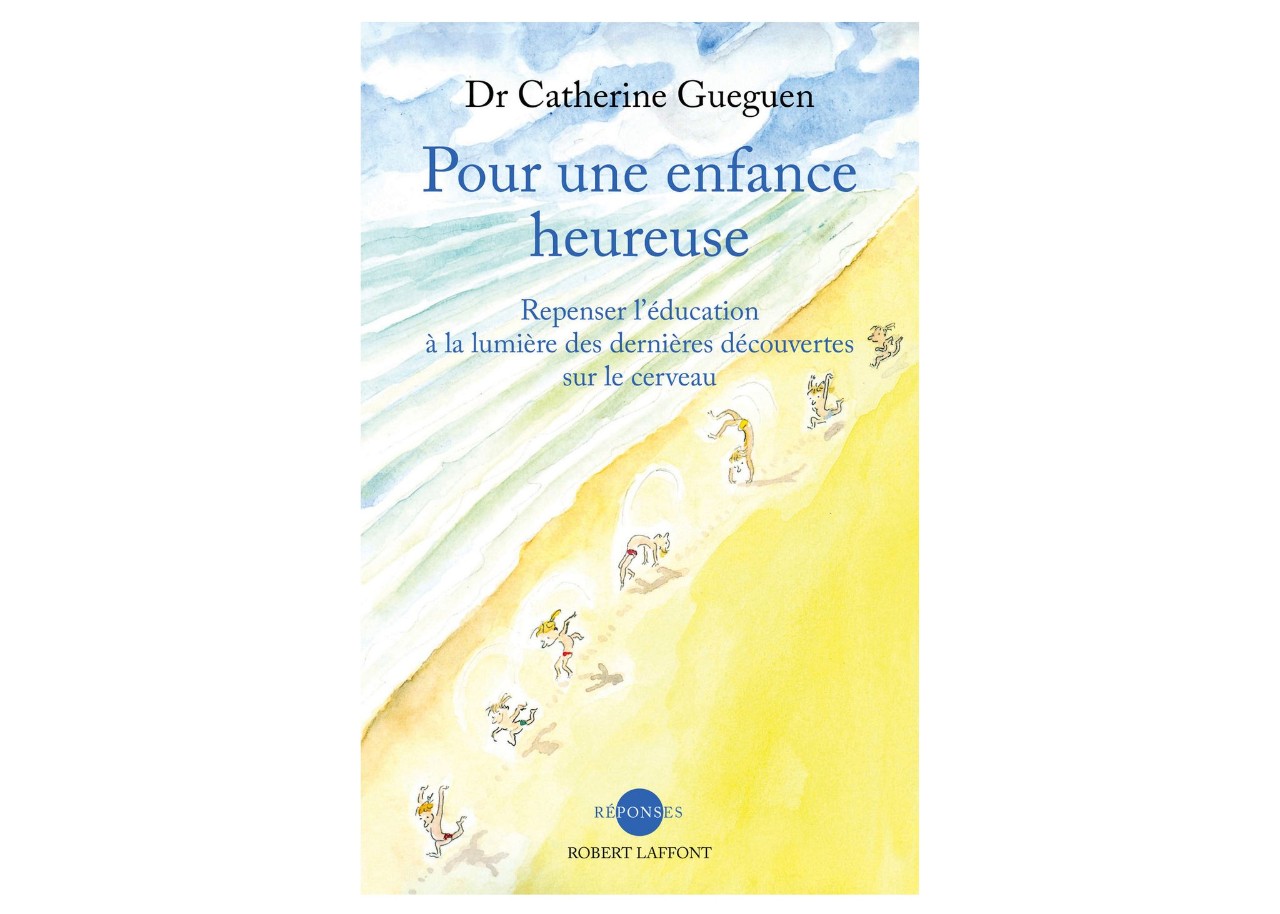 Dr Catherine Gueguen
Pour une enfance
heureuse
Repenser l’éducation
à la lumière des dernières découvertes
sur le cerveau
RÉPONSES
ROBERT LAFFONT